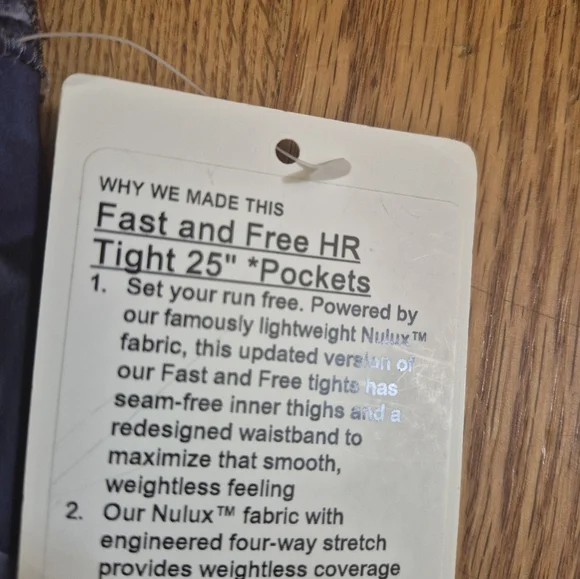 WHY WE MADE THIS
Fast and Free HR
Tight 25" *Pockets
1. Set your run free. Powered by
our famously lightweight Nulux™
fabric, this updated version of
our Fast and Free tights has
seam-free inner thighs and a
redesigned waistband to
maximize that smooth,
weightless feeling
2. Our Nulux™ fabric with
engineered four-way stretch
provides weightless coverage